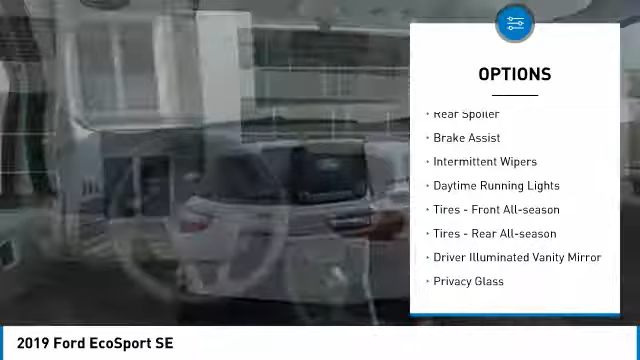 OPTIONS
Rear Spoiler
Brake Assist
Intermittent Wipers
Daytime Running Lights
Tires - Front All-season
Tires - Rear All-season
Driver Illuminated Vanity Mirror
Privacy Glass
2019 Ford EcoSport SE